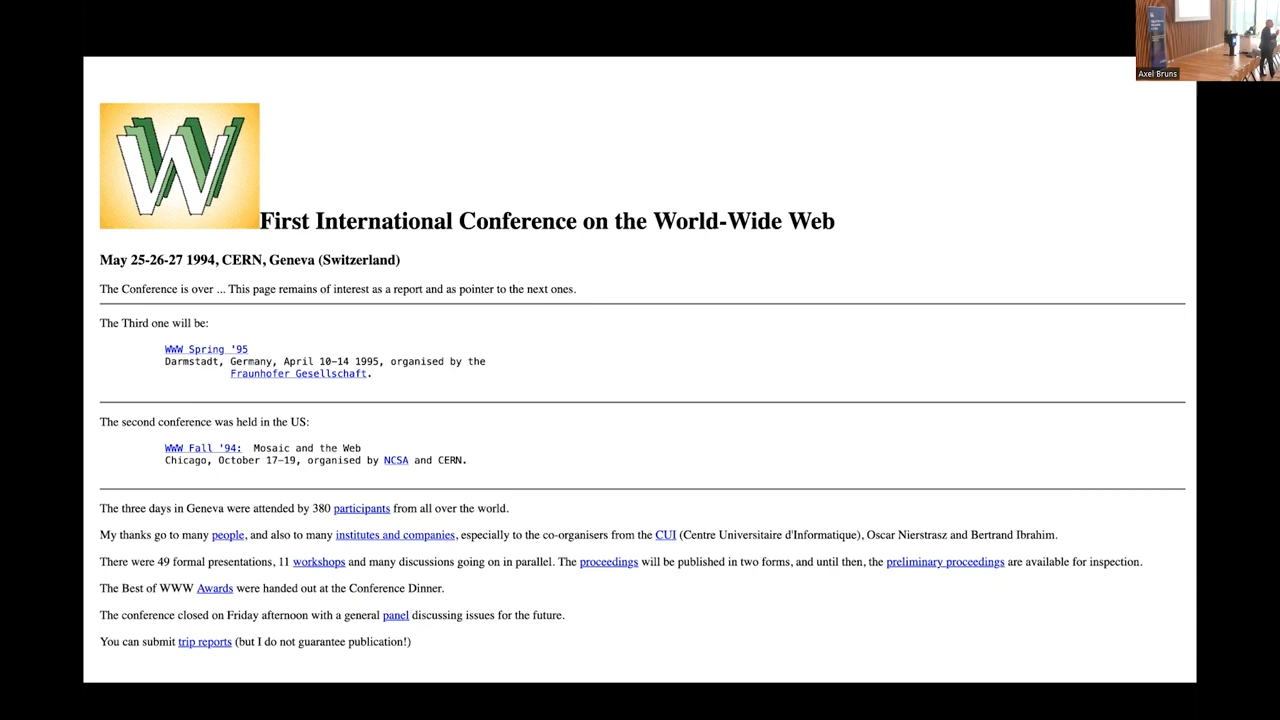 Axel Bruns
WWW
First International Conference on the World-Wide Web
May 25-26-27 1994, CERN, Geneva (Switzerland)
The Conference is over ... This page remains of interest as a report and as pointer to the next ones.
The Third one will be:
WWW Spring '95
Darmstadt, Germany, April 10-14 1995, organised by the
Fraunhofer Gesellschaft.
The second conference was held in the US:
WWW Fall '94: Mosaic and the Web
Chicago, October 17-19, organised by NCSA and CERN.
The three days in Geneva were attended by 380 participants from all over the world.
My thanks go to many people, and also to many institutes and companies, especially to the co-organisers from the CUI (Centre Universitaire d'Informatique), Oscar Nierstrasz and Bertrand Ibrahim.
There were 49 formal presentations, 11 workshops and many discussions going on in parallel. The proceedings will be published in two forms, and until then, the preliminary proceedings are available for inspection.
The Best of WWW Awards were handed out at the Conference Dinner.
The conference closed on Friday afternoon with a general panel discussing issues for the future.
You can submit trip reports (but I do not guarantee publication!)